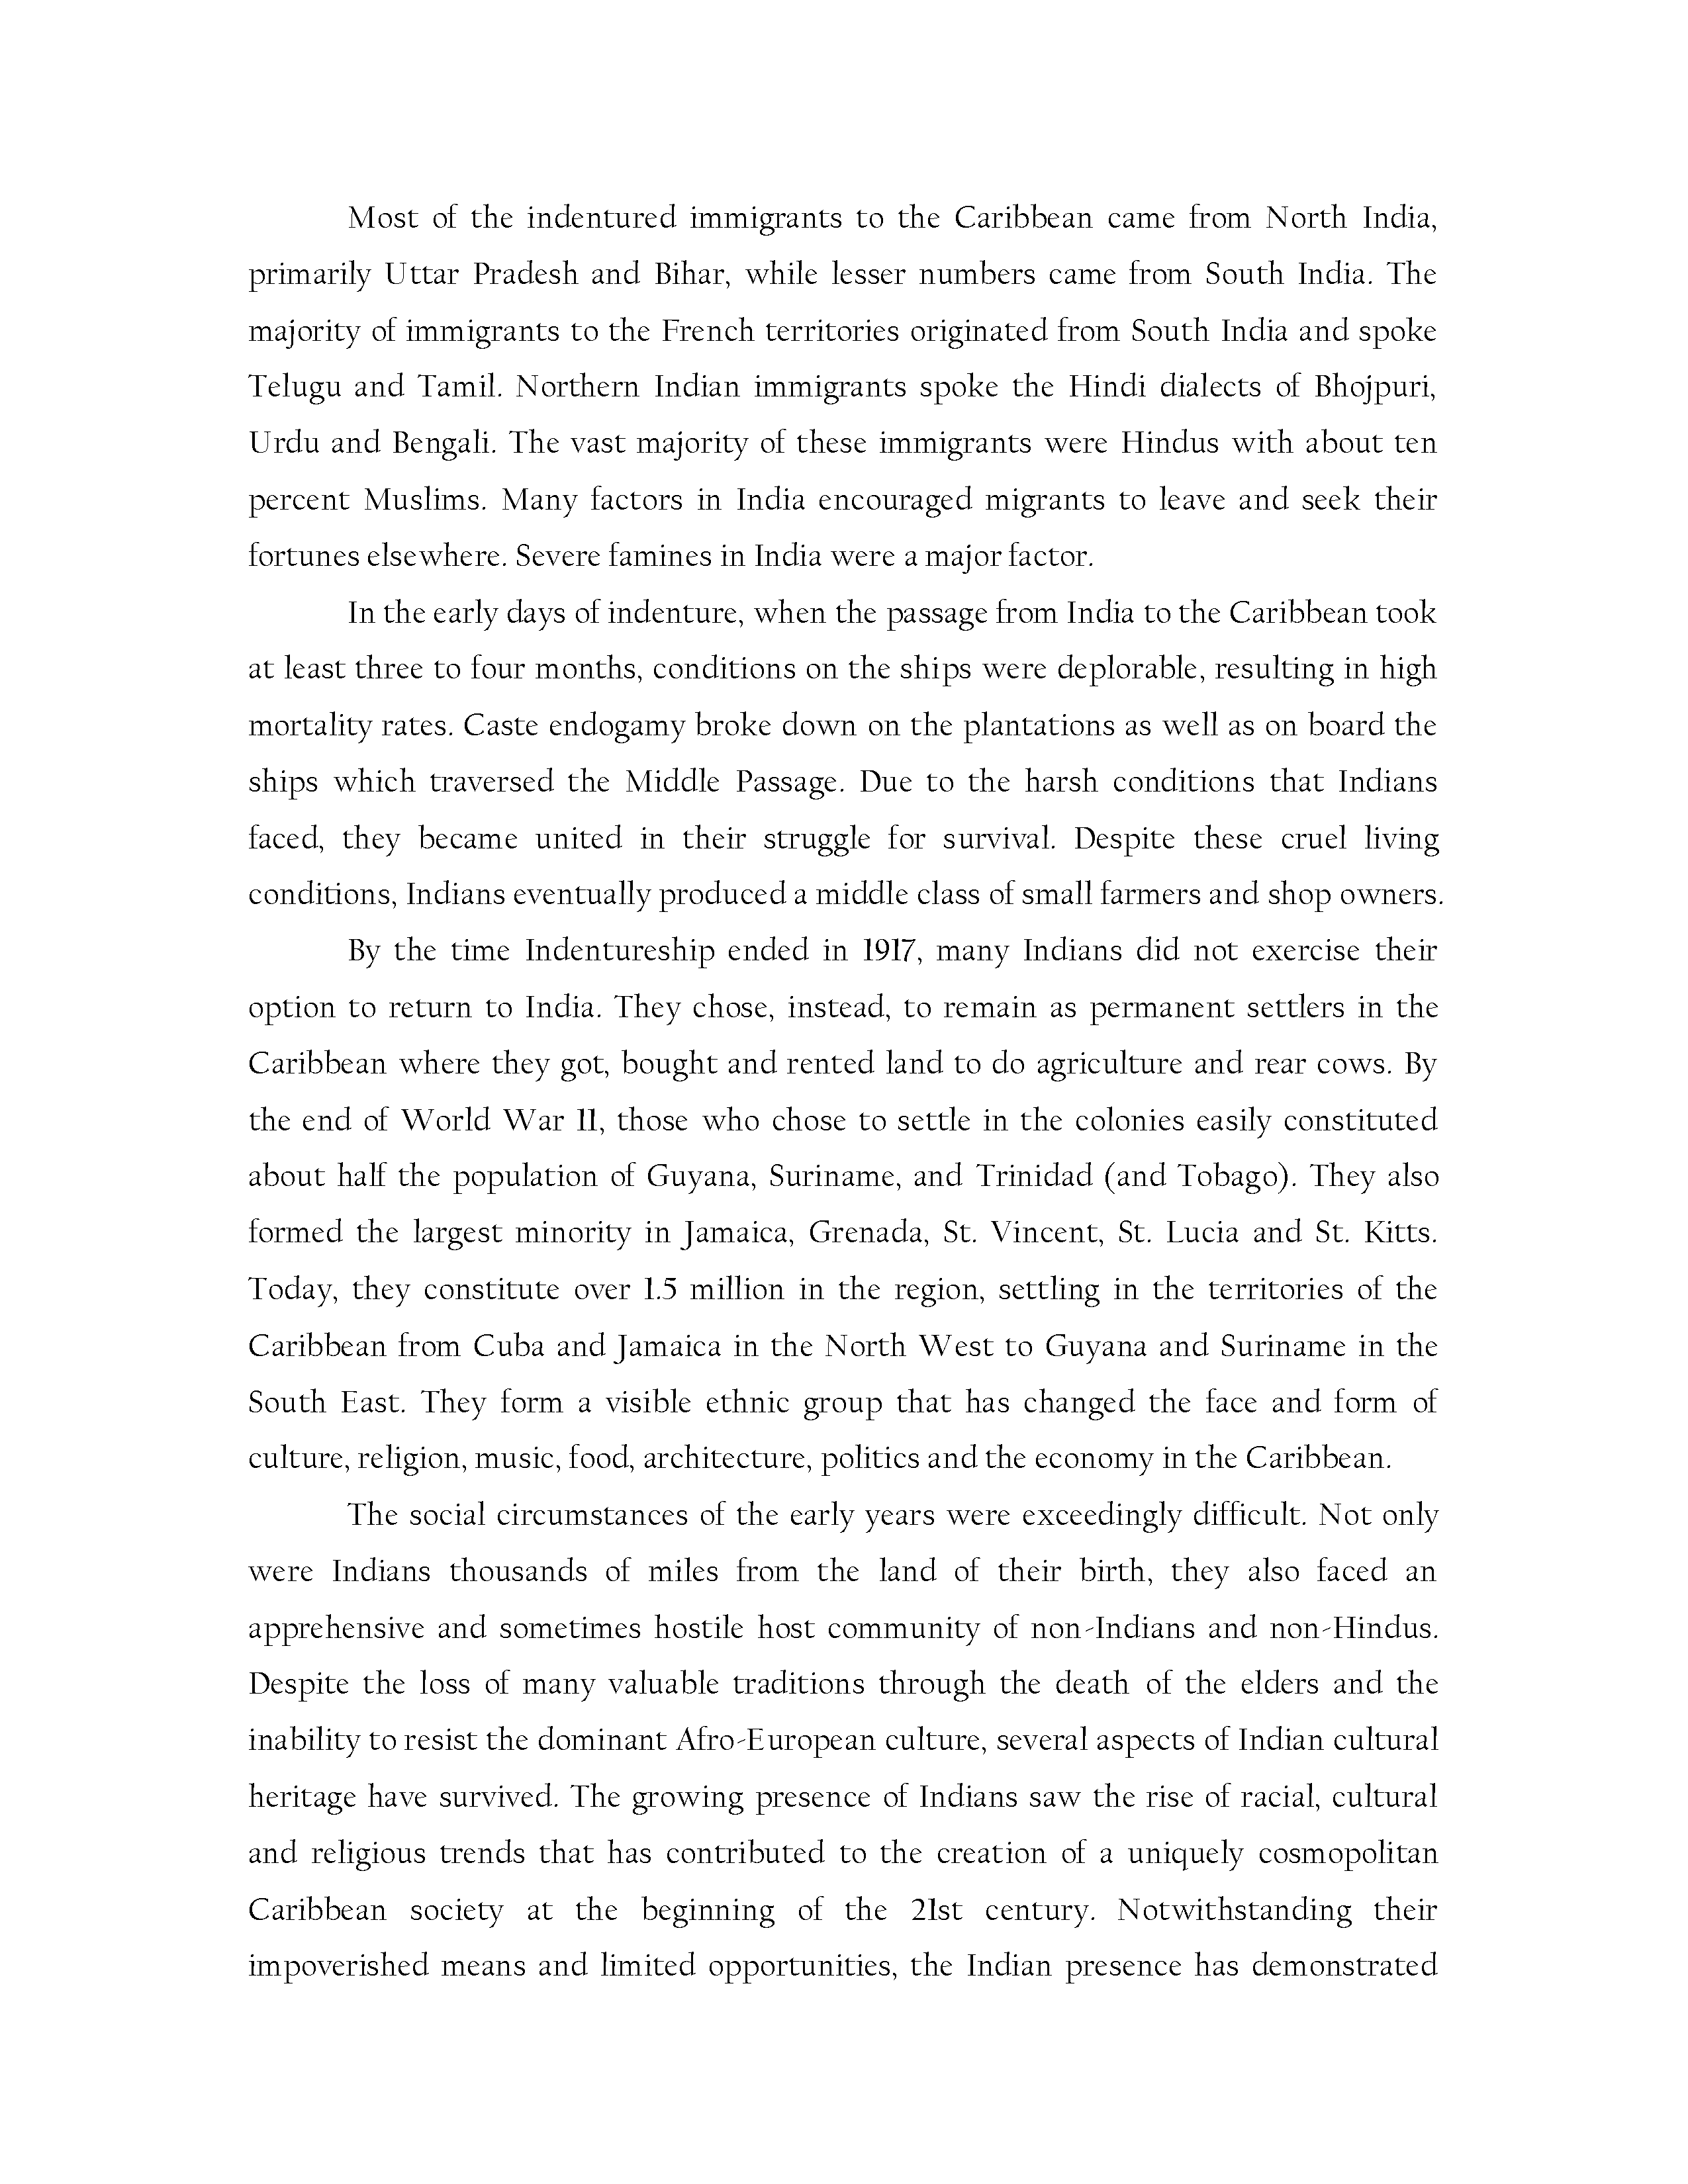 Most of the indentured immigrants to the Caribbean came from North India,
primarily Uttar Pradesh and Bihar, while lesser numbers came from South India. The
majority of immigrants to the French territories originated from South India and spoke
Telugu and Tamil. Northern Indian immigrants spoke the Hindi dialects of Bhojpuri,
Urdu and Bengali. The vast majority of these immigrants were Hindus with about ten
percent Muslims. Many factors in India encouraged migrants to leave and seek their
fortunes elsewhere. Severe famines in India were a major factor.
In the early days of indenture, when the passage from India to the Caribbean took
at least three to four months, conditions on the ships were deplorable, resulting in high
mortality rates. Caste endogamy broke down on the plantations as well as on board the
ships which traversed the Middle Passage. Due to the harsh conditions that Indians
faced, they became united in their struggle for survival. Despite these cruel living
conditions, Indians eventually produced a middle class of small farmers and shop owners.
By the time Indentureship ended in 1917, many Indians did not exercise their
option to return to India. They chose, instead, to remain as permanent settlers in the
Caribbean where they got, bought and rented land to do agriculture and rear cows. By
the end of World War II, those who chose to settle in the colonies easily constituted
about half the population of Guyana, Suriname, and Trinidad (and Tobago). They also
formed the largest minority in Jamaica, Grenada, St. Vincent, St. Lucia and St. Kitts.
Today, they constitute over 1.5 million in the region, settling in the territories of the
Caribbean from Cuba and Jamaica in the North West to Guyana and Suriname in the
South East. They form a visible ethnic group that has changed the face and form of
culture, religion, music, food, architecture, politics and the economy in the Caribbean.
The social circumstances of the early years were exceedingly difficult. Not only
were Indians thousands of miles from the land of their birth, they also faced an
apprehensive and sometimes hostile host community of non-Indians and non-Hindus.
Despite the loss of many valuable traditions through the death of the elders and the
inability to resist the dominant Afro-European culture, several aspects of Indian cultural
heritage have survived. The growing presence of Indians saw the rise of racial, cultural
and religious trends that has contributed to the creation of a uniquely cosmopolitan
Caribbean society at the beginning of the 21st century. Notwithstanding their
impoverished means and limited opportunities, the Indian presence has demonstrated